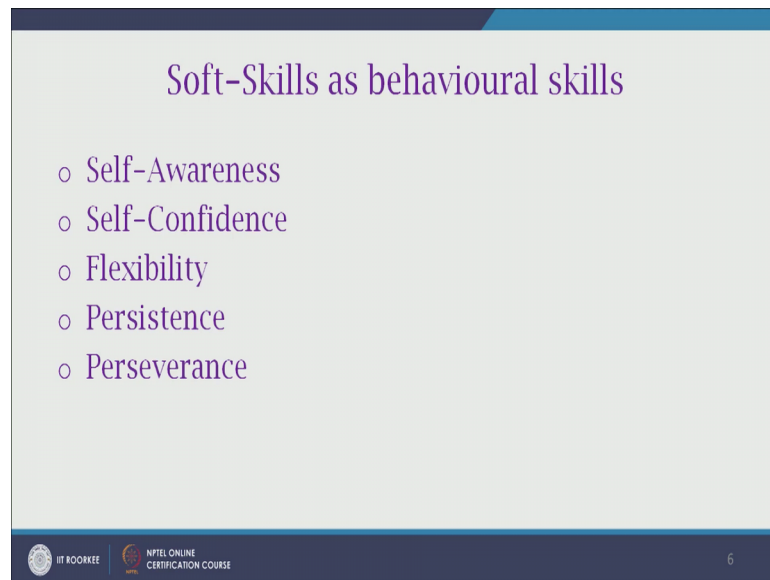 Soft-Skills as behavioural skills
o Self-Awareness
o Self-Confidence
o Flexibility
o Persistence
o Perseverance
IIT ROORKEE
NPTEL ONLINE
CERTIFICATION COURSE
6